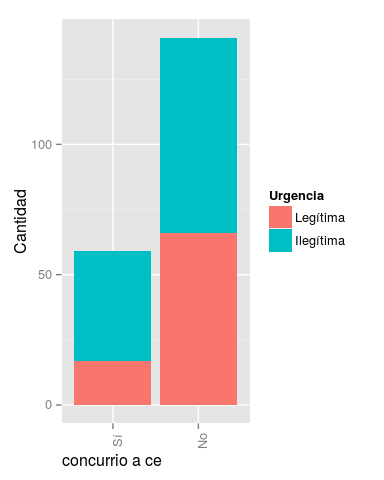 Cantidad
100
50
0
Sí
No
concurrio a ce
Urgencia
Legítima
Ilegítima